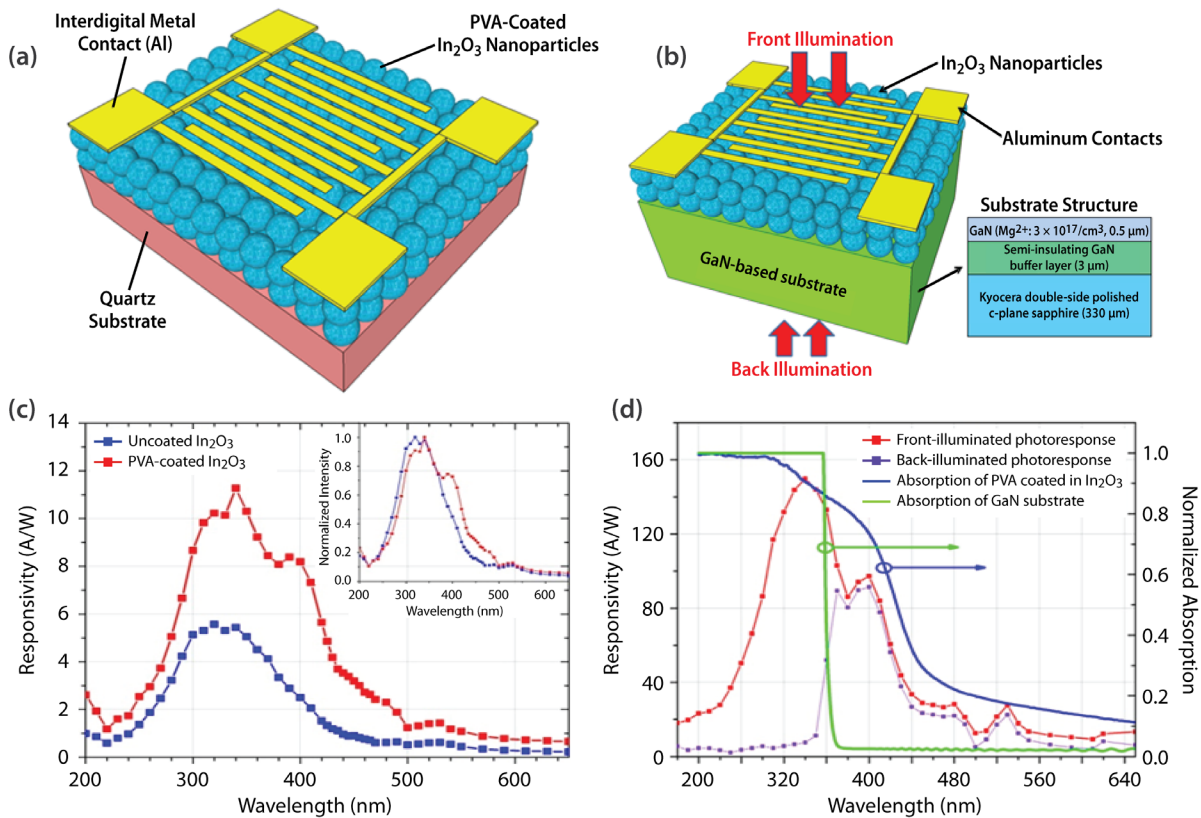 (a)
Interdigital Metal
Contact (Al)
PVA-Coated
In2O3 Nanoparticles
Quartz
Substrate
(b)
Front Illumination
In2O3 Nanoparticles
Aluminum Contacts
GaN-based substrate
Back Illumination
Substrate Structure
GaN (Mg2+: 3 × 10^17/cm3, 0.5 μm)
Semi-insulating GaN
buffer layer (3 μm)
Kyocera double-side polished
c-plane sapphire (330 μm)
(c)
Responsivity (A/W)
14
12
10
8
6
4
2
0
200 300 400 500 600
Wavelength (nm)
Uncoated In2O3
PVA-coated In2O3
Normalized Intensity
1.0
0.8
0.6
0.4
0.2
0.0
200 300 400 500 600
Wavelength (nm)
(d)
Responsivity (A/W)
160
120
80
40
0
200 320 400 480 560 640
Wavelength (nm)
Front-illuminated photoresponse
Back-illuminated photoresponse
Absorption of PVA coated in In2O3
Absorption of GaN substrate
1.0
0.8
0.6
0.4
0.2
0.0
Normalized Absorption